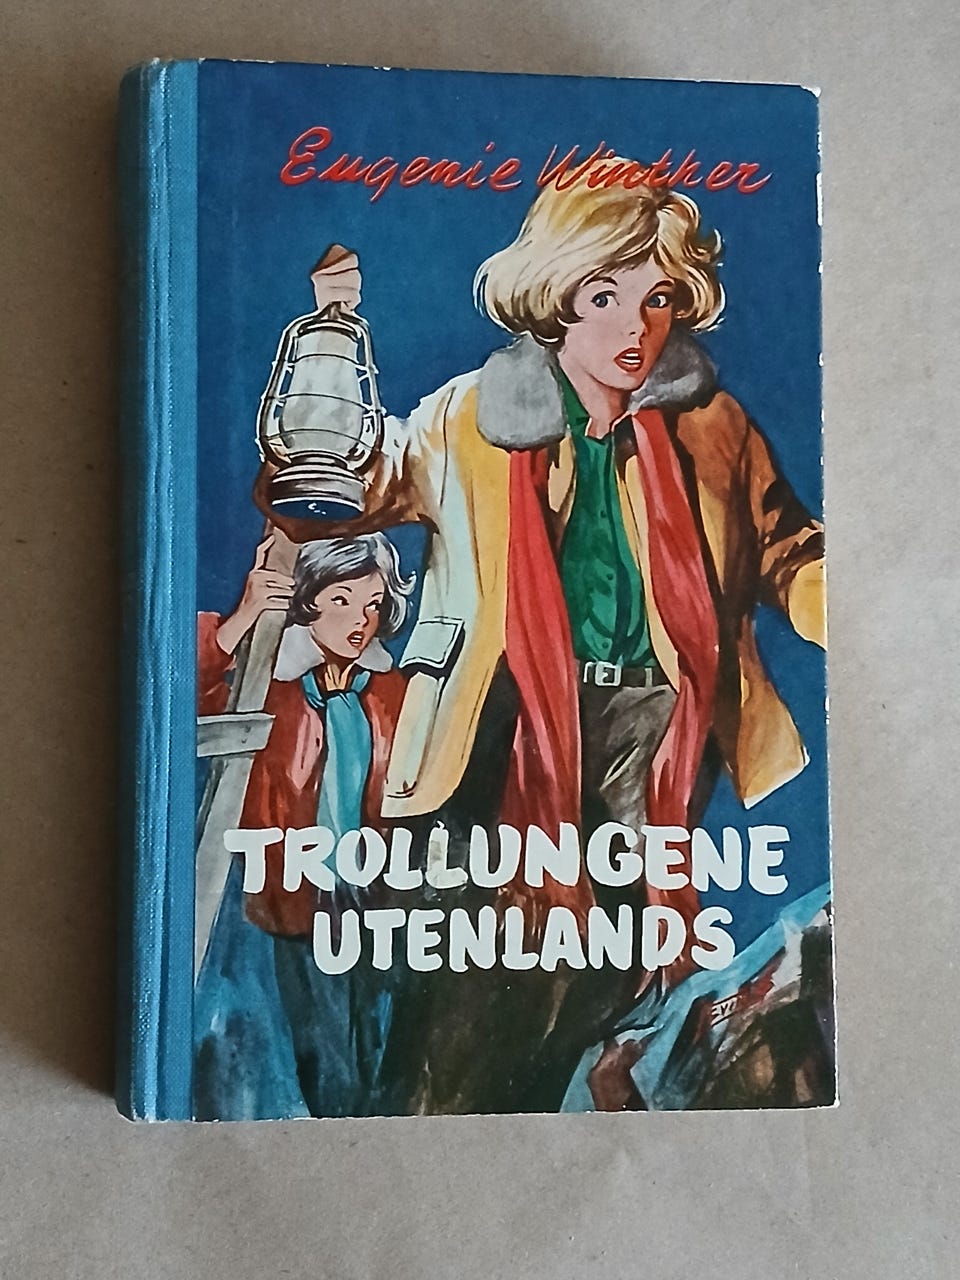 Eugenie Winther
TROLLUNGENE
UTENLANDS